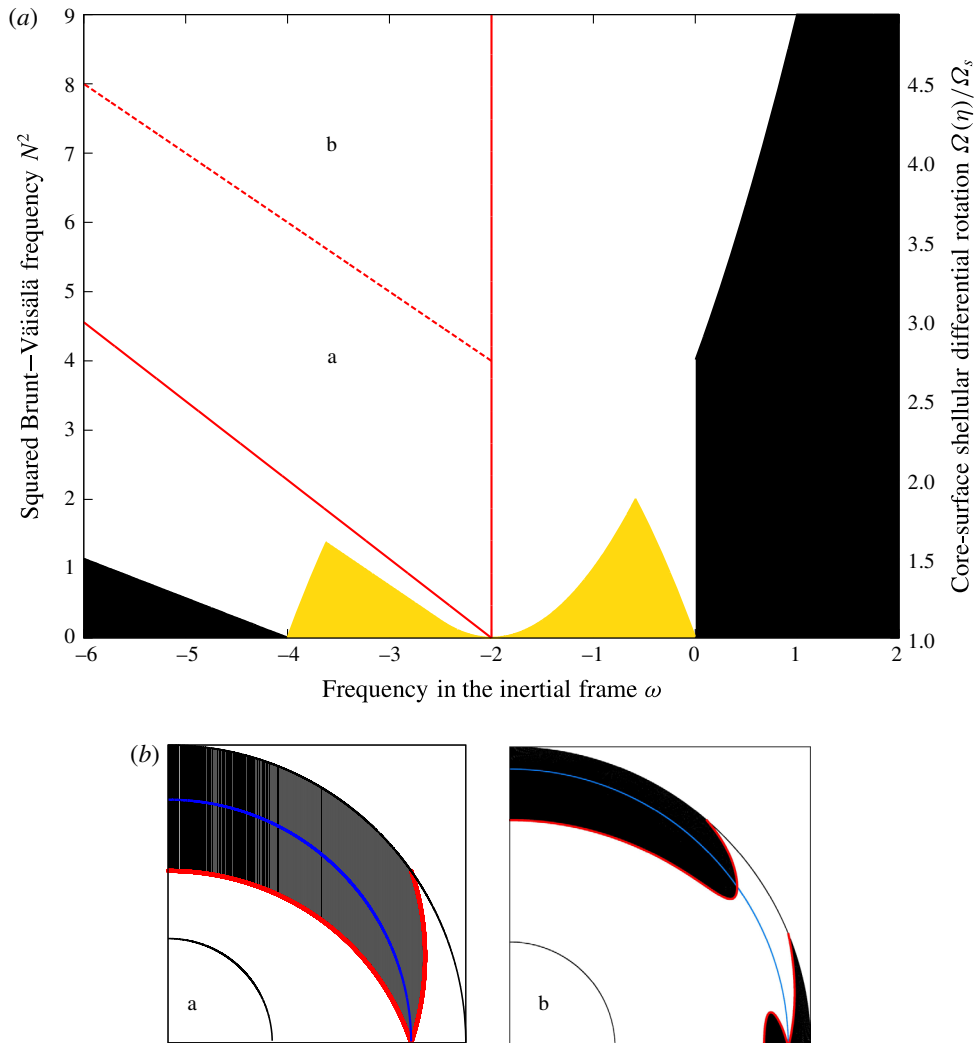 (a)
Squared Brunt–Väisälä frequency N²
9
8
7
6
5
4
3
2
1
0
b
a
4.5
4.0
3.5
3.0
2.5
2.0
1.5
1.0
Core-surface shellular differential rotation Ω(η)/Ωs
−6 −5 −4 −3 −2 −1 0 1 2
Frequency in the inertial frame ω
(b)
a
b